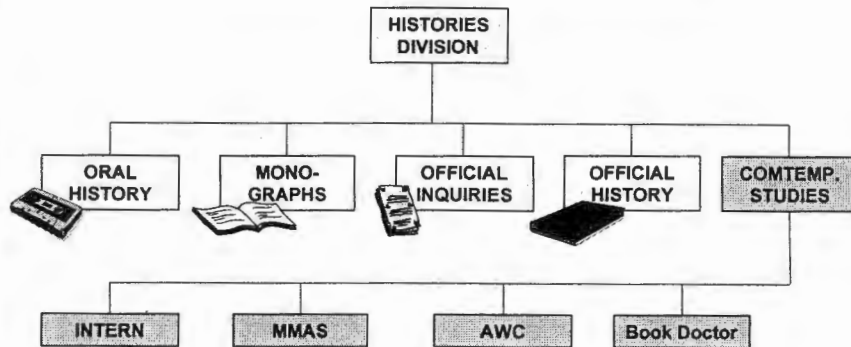 HISTORIES
DIVISION
ORAL
HISTORY
MONO-
GRAPHS
OFFICIAL
INQUIRIES
OFFICIAL
HISTORY
COMTEMP.
STUDIES
INTERN
MMAS
AWC
Book Doctor